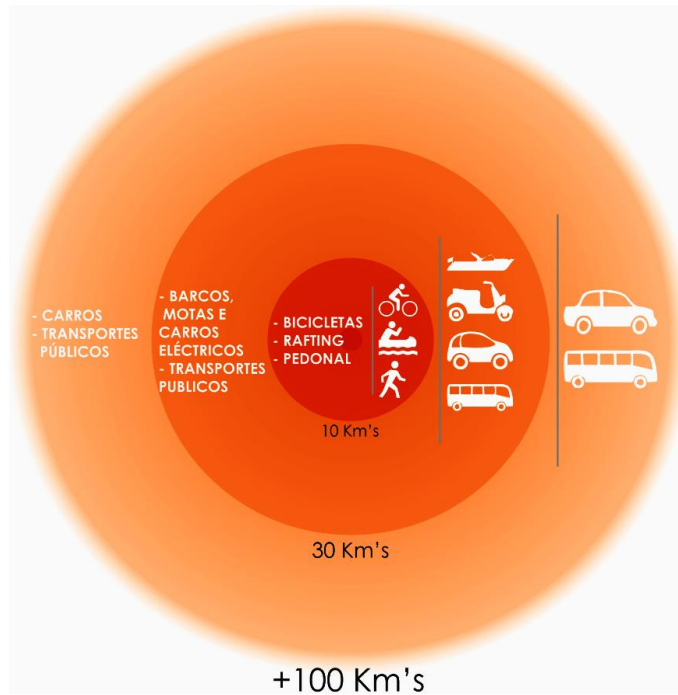 - CARROS
- TRANSPORTES
PÚBLICOS
- BARCOS,
MOTAS E
CARROS
ELÉCTRICOS
- TRANSPORTES
PUBLICOS
- BICICLETAS
- RAFTING
- PEDONAL
10 Km's
30 Km's
+100 Km's